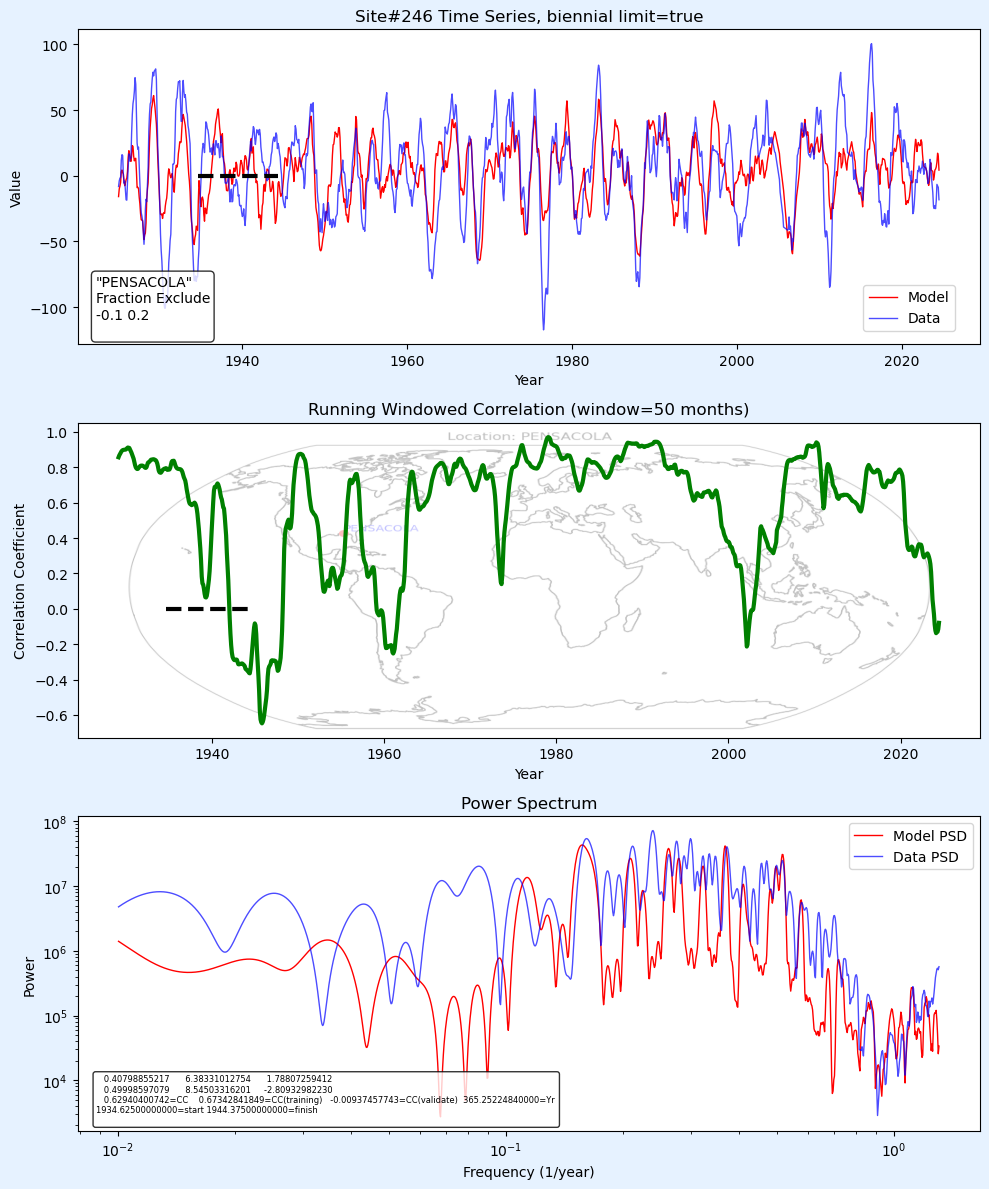 Site#246 Time Series, biennial limit=true
100
50
0
−50
−100
Value
"PENSACOLA"
Fraction Exclude
-0.1 0.2
Model
Data
1940
1960
1980
2000
2020
Year
Running Windowed Correlation (window=50 months)
Location: PENSACOLA
1.0
0.8
0.6
0.4
0.2
0.0
−0.2
−0.4
−0.6
Correlation Coefficient
PENSACOLA
1940
1960
1980
2000
2020
Year
Power Spectrum
10^8
10^7
10^6
10^5
10^4
Power
Model PSD
Data PSD
0.40798855217 6.38331012754 1.78807259412
0.49998597079 8.54503316201 -2.80932982230
0.62940400742=CC 0.67342841849=CC(training) -0.00937457743=CC(validate) 365.25224840000=Yr
1934.62500000000=start 1944.37500000000=finish
10^−2
10^−1
10^0
Frequency (1/year)